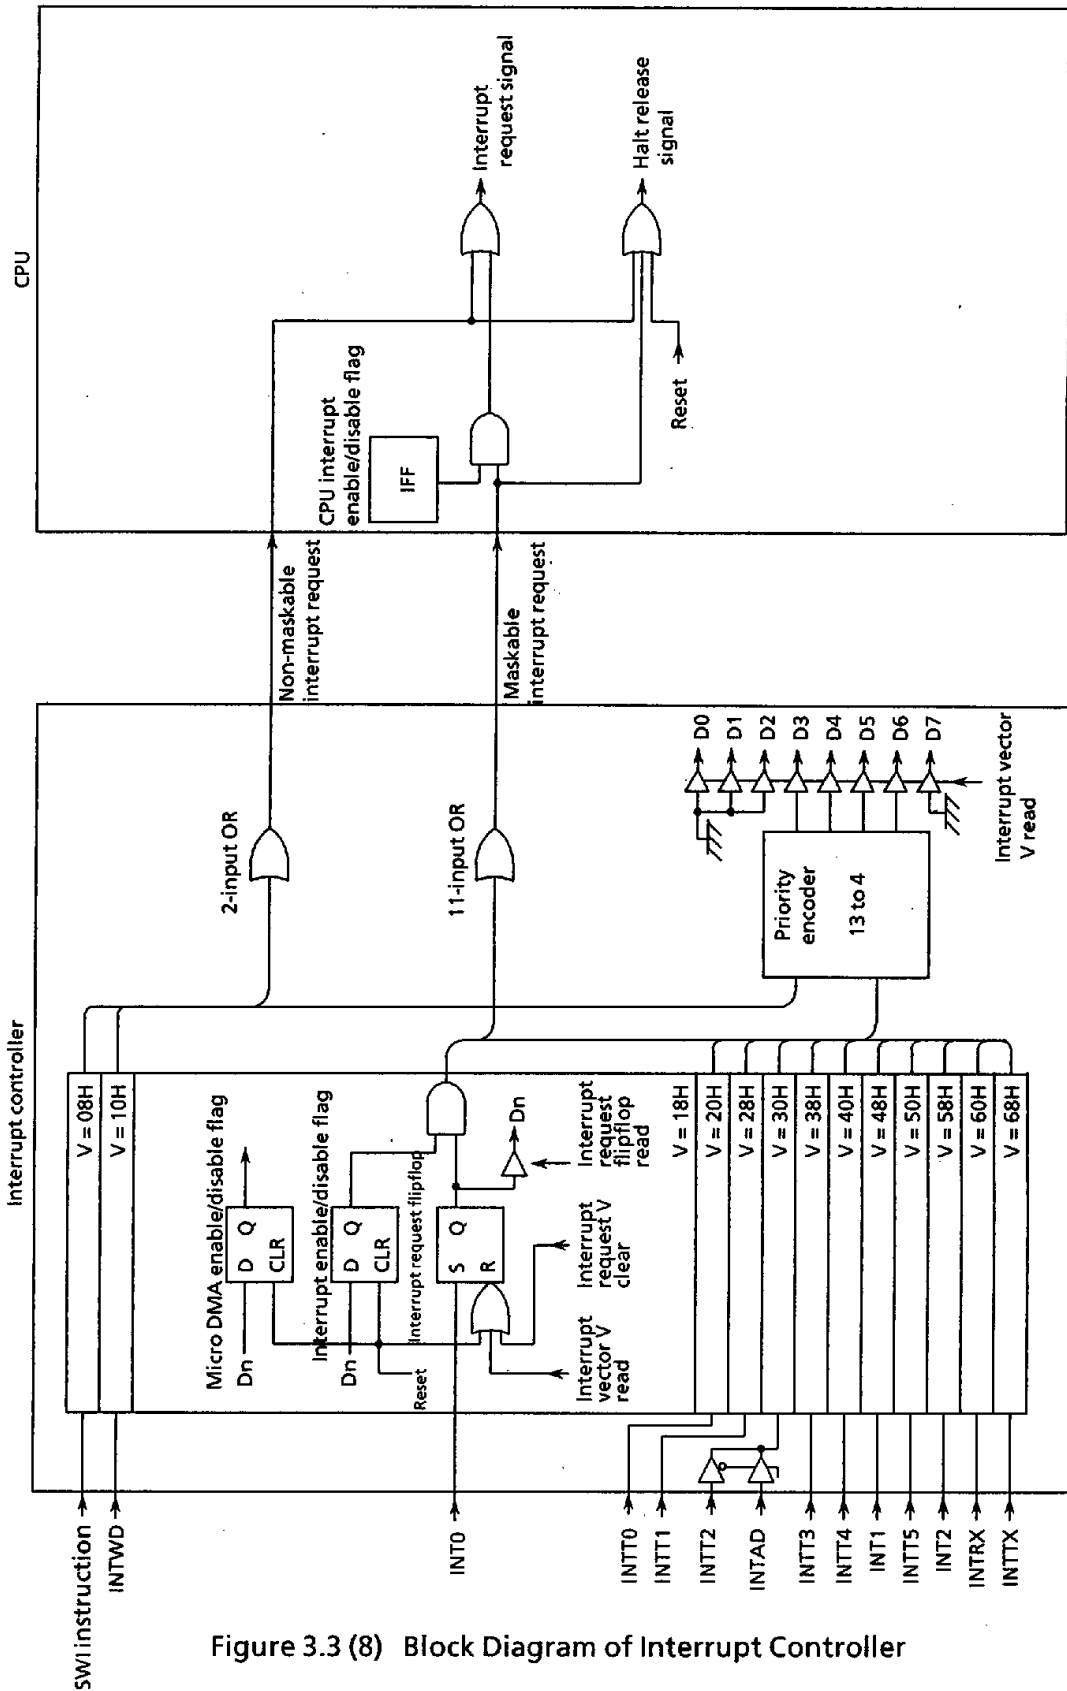 Interrupt controller
CPU
SWI instruction
INTWD
INT0
INTT0
INTT1
INTT2
INTAD
INTT3
INTT4
INT1
INTT5
INT2
INTRX
INTTX
V = 08H
V = 10H
Micro DMA enable/disable flag
Dn
D Q
CLR
Interrupt enable/disable flag
Dn
D Q
CLR
Reset
Interrupt request flipflop
S Q
R
Dn
Interrupt
vector V
read
Interrupt
request V
clear
Interrupt
request
flipflop
read
V = 18H
V = 20H
V = 28H
V = 30H
V = 38H
V = 40H
V = 48H
V = 50H
V = 58H
V = 60H
V = 68H
2-input OR
11-input OR
Priority
encoder
13 to 4
D0
D1
D2
D3
D4
D5
D6
D7
Interrupt vector
V read
Non-maskable
interrupt request
Maskable
interrupt request
CPU interrupt
enable/disable flag
IFF
Reset
Interrupt
request signal
Halt release
signal
Figure 3.3 (8) Block Diagram of Interrupt Controller